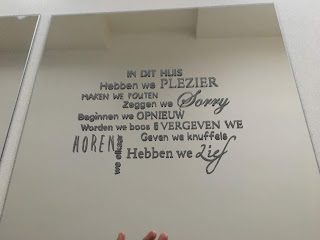 IN DIT HUIS
Hebben we PLEZIER
MAKEN WE FOUTEN
Zeggen we Sorry
Beginnen we OPNIEUW
Worden we boos & VERGEVEN WE
HOREN we elkaar
Geven we knuffels
Hebben we Lief